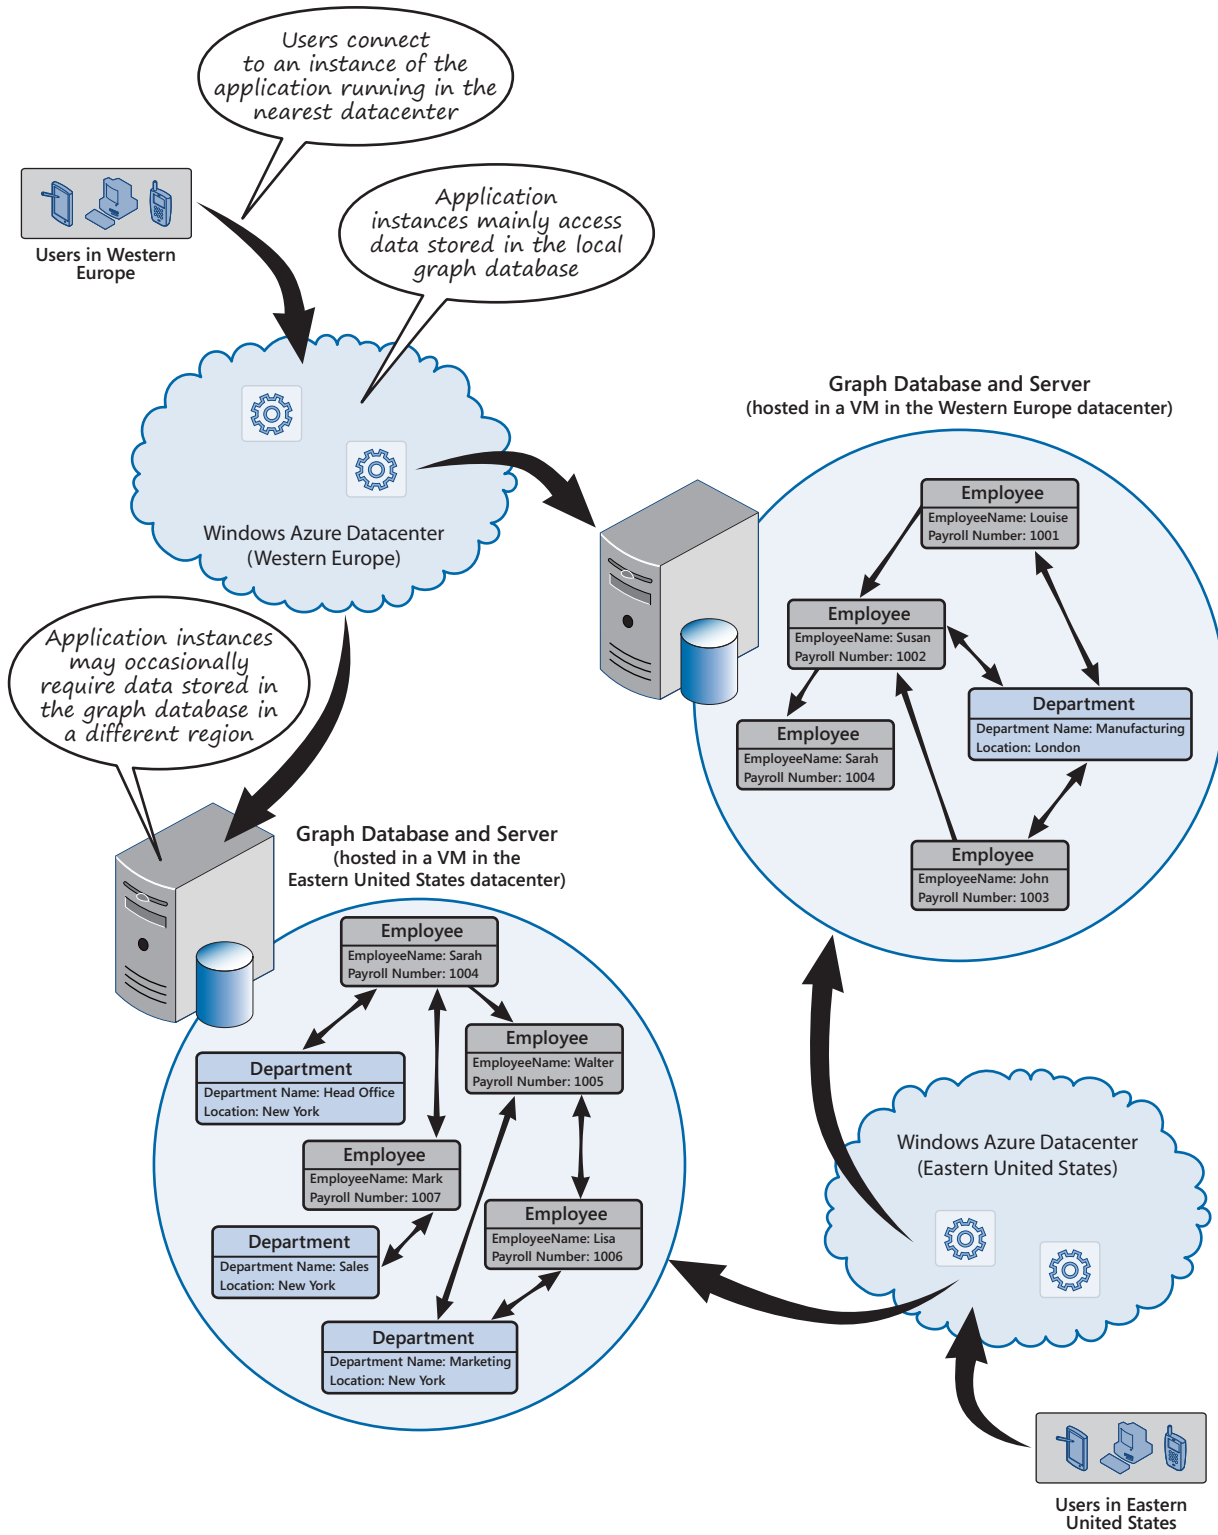 Users connect
to an instance of the
application running in the
nearest datacenter
Users in Western
Europe
Application
instances mainly access
data stored in the local
graph database
Windows Azure Datacenter
(Western Europe)
Graph Database and Server
(hosted in a VM in the Western Europe datacenter)
Employee
EmployeeName: Louise
Payroll Number: 1001
Employee
EmployeeName: Susan
Payroll Number: 1002
Department
Department Name: Manufacturing
Location: London
Employee
EmployeeName: Sarah
Payroll Number: 1004
Employee
EmployeeName: John
Payroll Number: 1003
Application instances
may occasionally
require data stored in
the graph database in
a different region
Graph Database and Server
(hosted in a VM in the
Eastern United States datacenter)
Employee
EmployeeName: Sarah
Payroll Number: 1004
Employee
EmployeeName: Walter
Payroll Number: 1005
Department
Department Name: Head Office
Location: New York
Employee
EmployeeName: Mark
Payroll Number: 1007
Employee
EmployeeName: Lisa
Payroll Number: 1006
Department
Department Name: Sales
Location: New York
Department
Department Name: Marketing
Location: New York
Windows Azure Datacenter
(Eastern United States)
Users in Eastern
United States